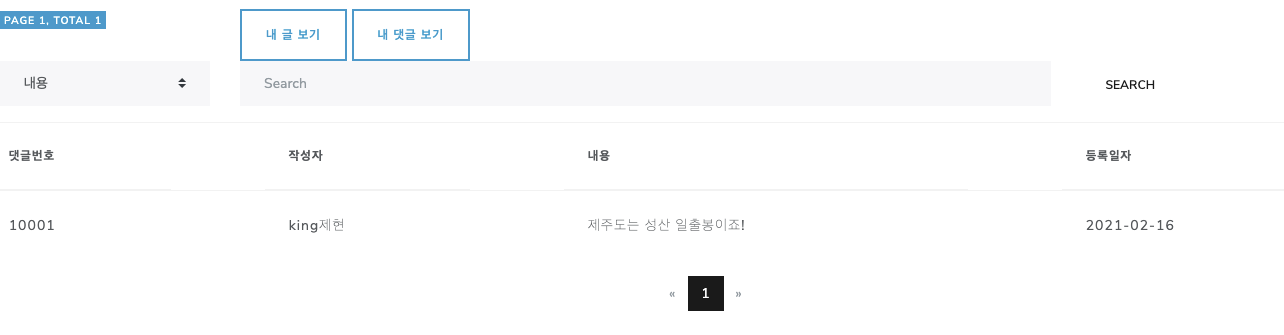 PAGE 1, TOTAL 1
내 글 보기 내 댓글 보기
내용 Search SEARCH
댓글번호 작성자 내용 등록일자
10001 king제현 제주도는 성산 일출봉이죠! 2021-02-16
« 1 »